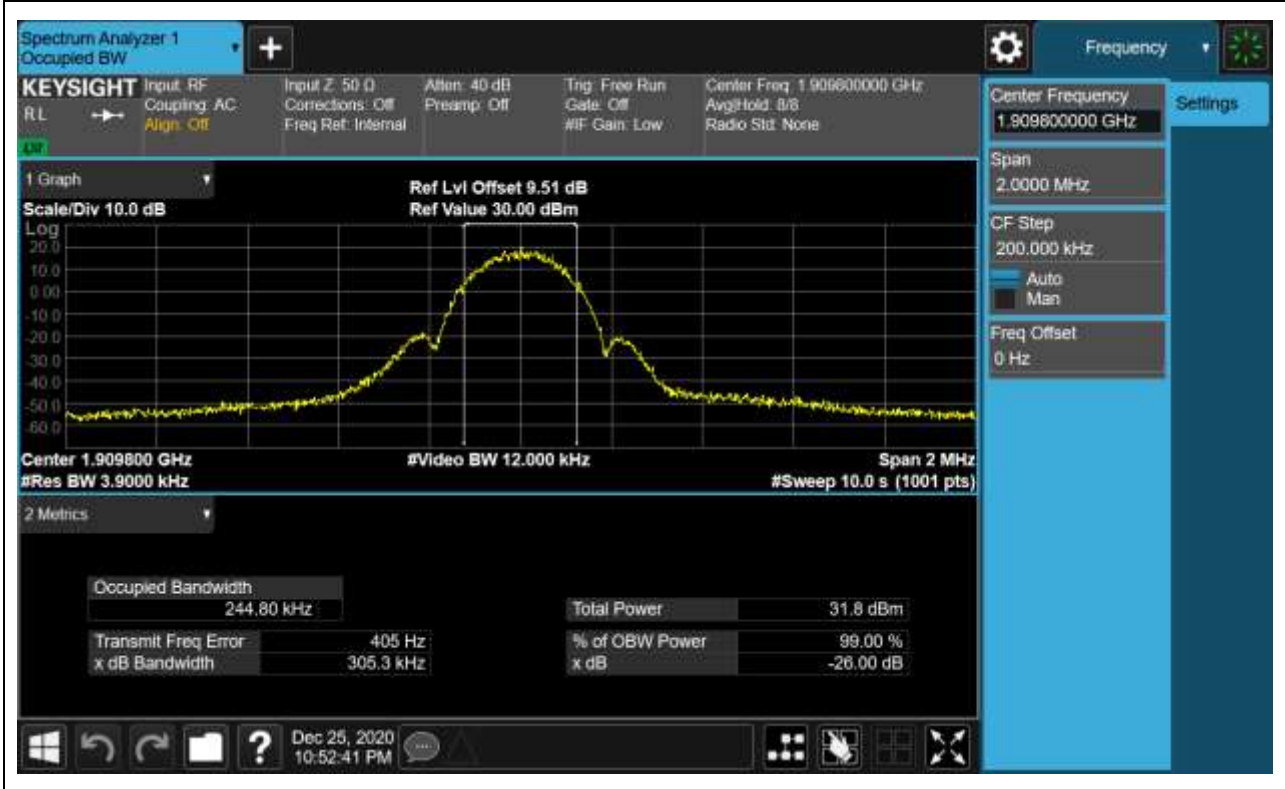 Spectrum Analyzer 1
Occupied BW
+
Frequency
KEYSIGHT
RL
Input: RF
Coupling: AC
Align: Off
Input Z: 50 Ω
Corrections: Off
Freq Ref: Internal
Atten: 40 dB
Preamp: Off
Trig: Free Run
Gate: Off
#IF Gain: Low
Center Freq: 1.909800000 GHz
Avg|Hold: 8/8
Radio Std: None
Center Frequency
1.909800000 GHz
Settings
Span
2.0000 MHz
CF Step
200.000 kHz
Auto
Man
Freq Offset
0 Hz
1 Graph
Scale/Div 10.0 dB
Ref Lvl Offset 9.51 dB
Ref Value 30.00 dBm
Log
20.0
10.0
0.00
-10.0
-20.0
-30.0
-40.0
-50.0
-60.0
Center 1.909800 GHz
#Video BW 12.000 kHz
Span 2 MHz
#Res BW 3.9000 kHz
#Sweep 10.0 s (1001 pts)
2 Metrics
Occupied Bandwidth
244.80 kHz
Total Power 31.8 dBm
Transmit Freq Error 405 Hz
% of OBW Power 99.00 %
x dB Bandwidth 305.3 kHz
x dB -26.00 dB
?
Dec 25, 2020
10:52:41 PM